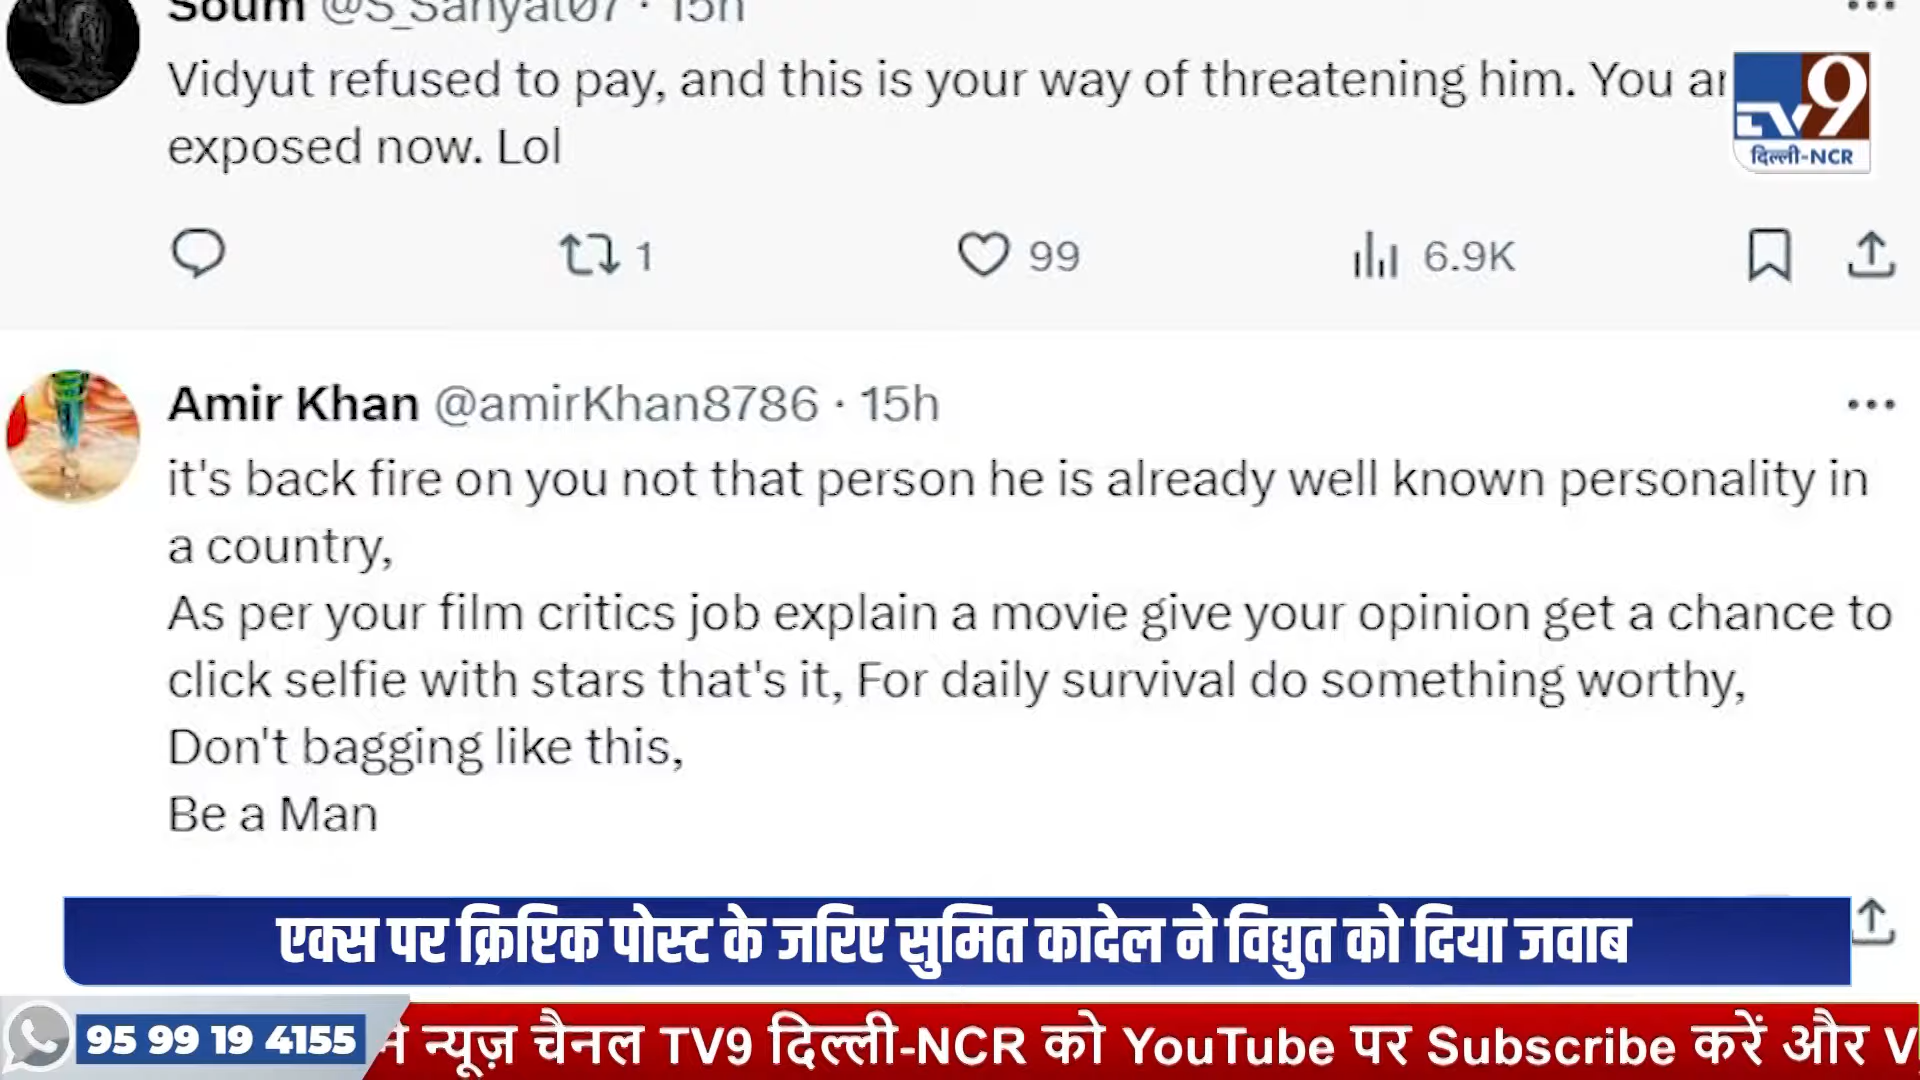 Soum @S_Sanyal07 · 15h
Vidyut refused to pay, and this is your way of threatening him. You
exposed now. Lol
TV9
दिल्ली-NCR
1
99
6.9K
Amir Khan @amirKhan8786 · 15h
it's back fire on you not that person he is already well known personality in
a country,
As per your film critics job explain a movie give your opinion get a chance to
click selfie with stars that's it, For daily survival do something worthy,
Don't bagging like this,
Be a Man
एक्स पर क्रिप्टिक पोस्ट के जरिए सुमित कादेल ने विद्युत को दिया जवाब
95 99 19 4155
न्यूज़ चैनल TV9 दिल्ली-NCR को YouTube पर Subscribe करें और